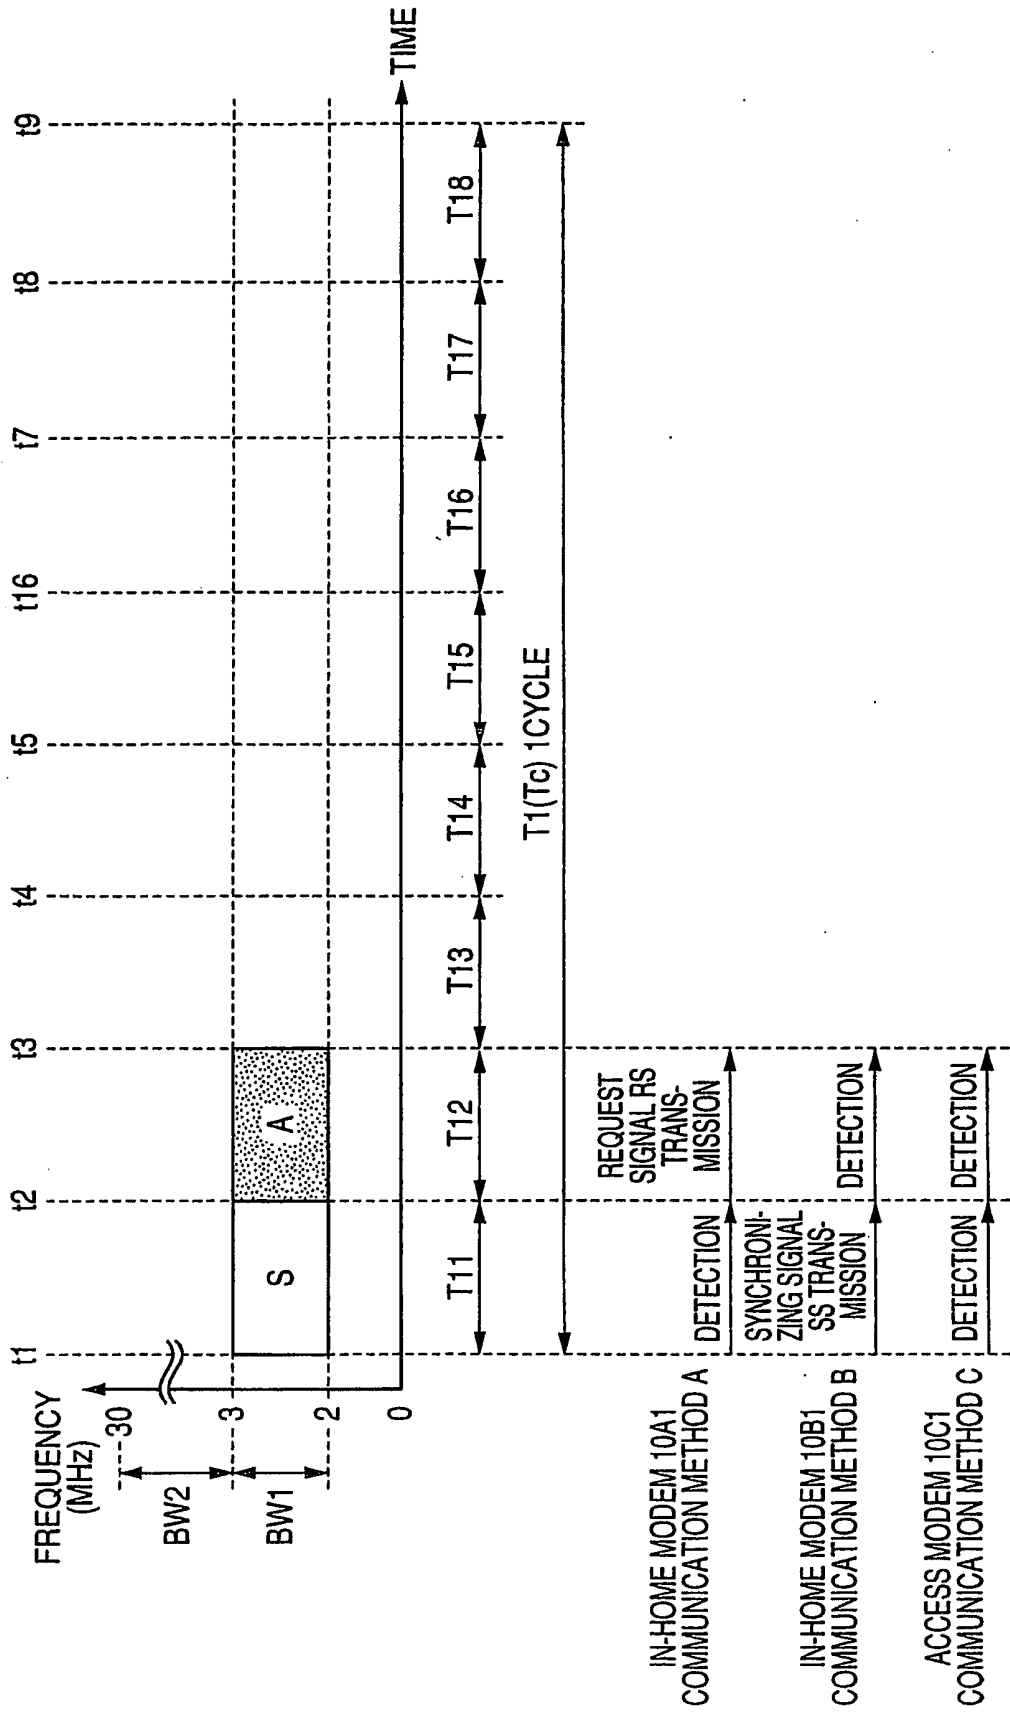 FREQUENCY
(MHz)
t1
t2
t3
t4
t5
t16
t7
t8
t9
30
3
2
0
BW2
BW1
S
A
TIME
T11
T12
T13
T14
T15
T16
T17
T18
T1(Tc) 1CYCLE
IN-HOME MODEM 10A1
COMMUNICATION METHOD A
DETECTION
REQUEST
SIGNAL RS
TRANS-
MISSION
IN-HOME MODEM 10B1
COMMUNICATION METHOD B
SYNCHRONI-
ZING SIGNAL
SS TRANS-
MISSION
DETECTION
ACCESS MODEM 10C1
COMMUNICATION METHOD C
DETECTION
DETECTION